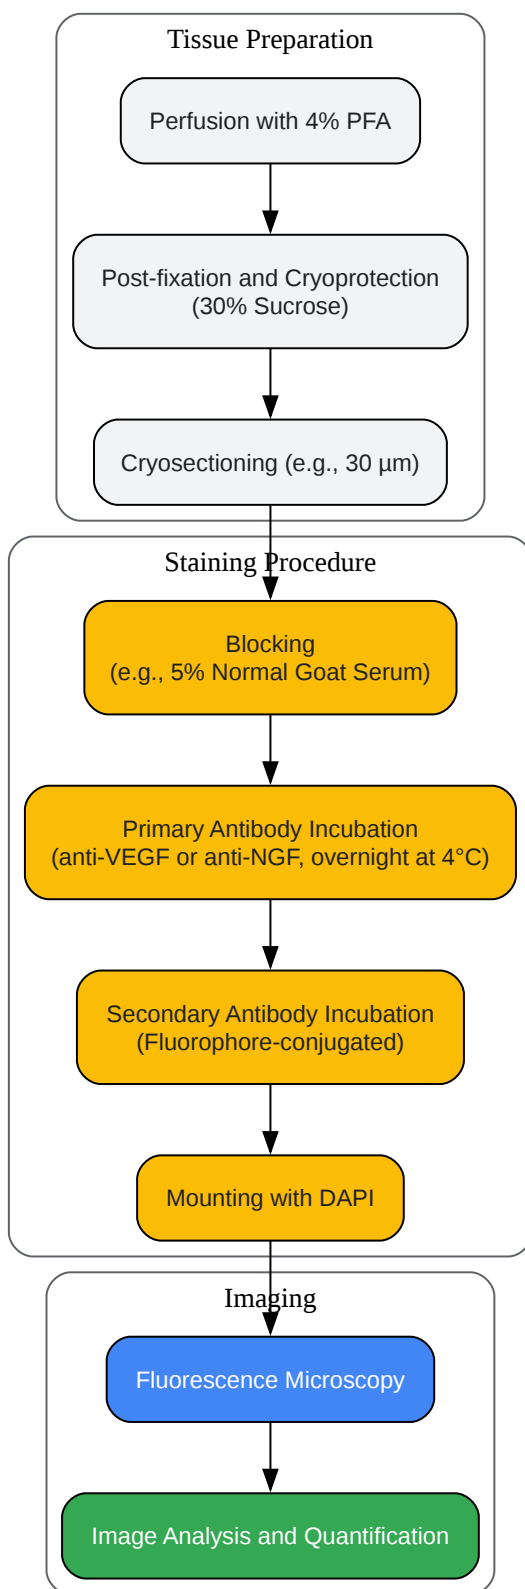 Tissue Preparation
Perfusion with 4% PFA
Post-fixation and Cryoprotection
(30% Sucrose)
Cryosectioning (e.g., 30 µm)
Staining Procedure
Blocking
(e.g., 5% Normal Goat Serum)
Primary Antibody Incubation
(anti-VEGF or anti-NGF, overnight at 4°C)
Secondary Antibody Incubation
(Fluorophore-conjugated)
Mounting with DAPI
Imaging
Fluorescence Microscopy
Image Analysis and Quantification